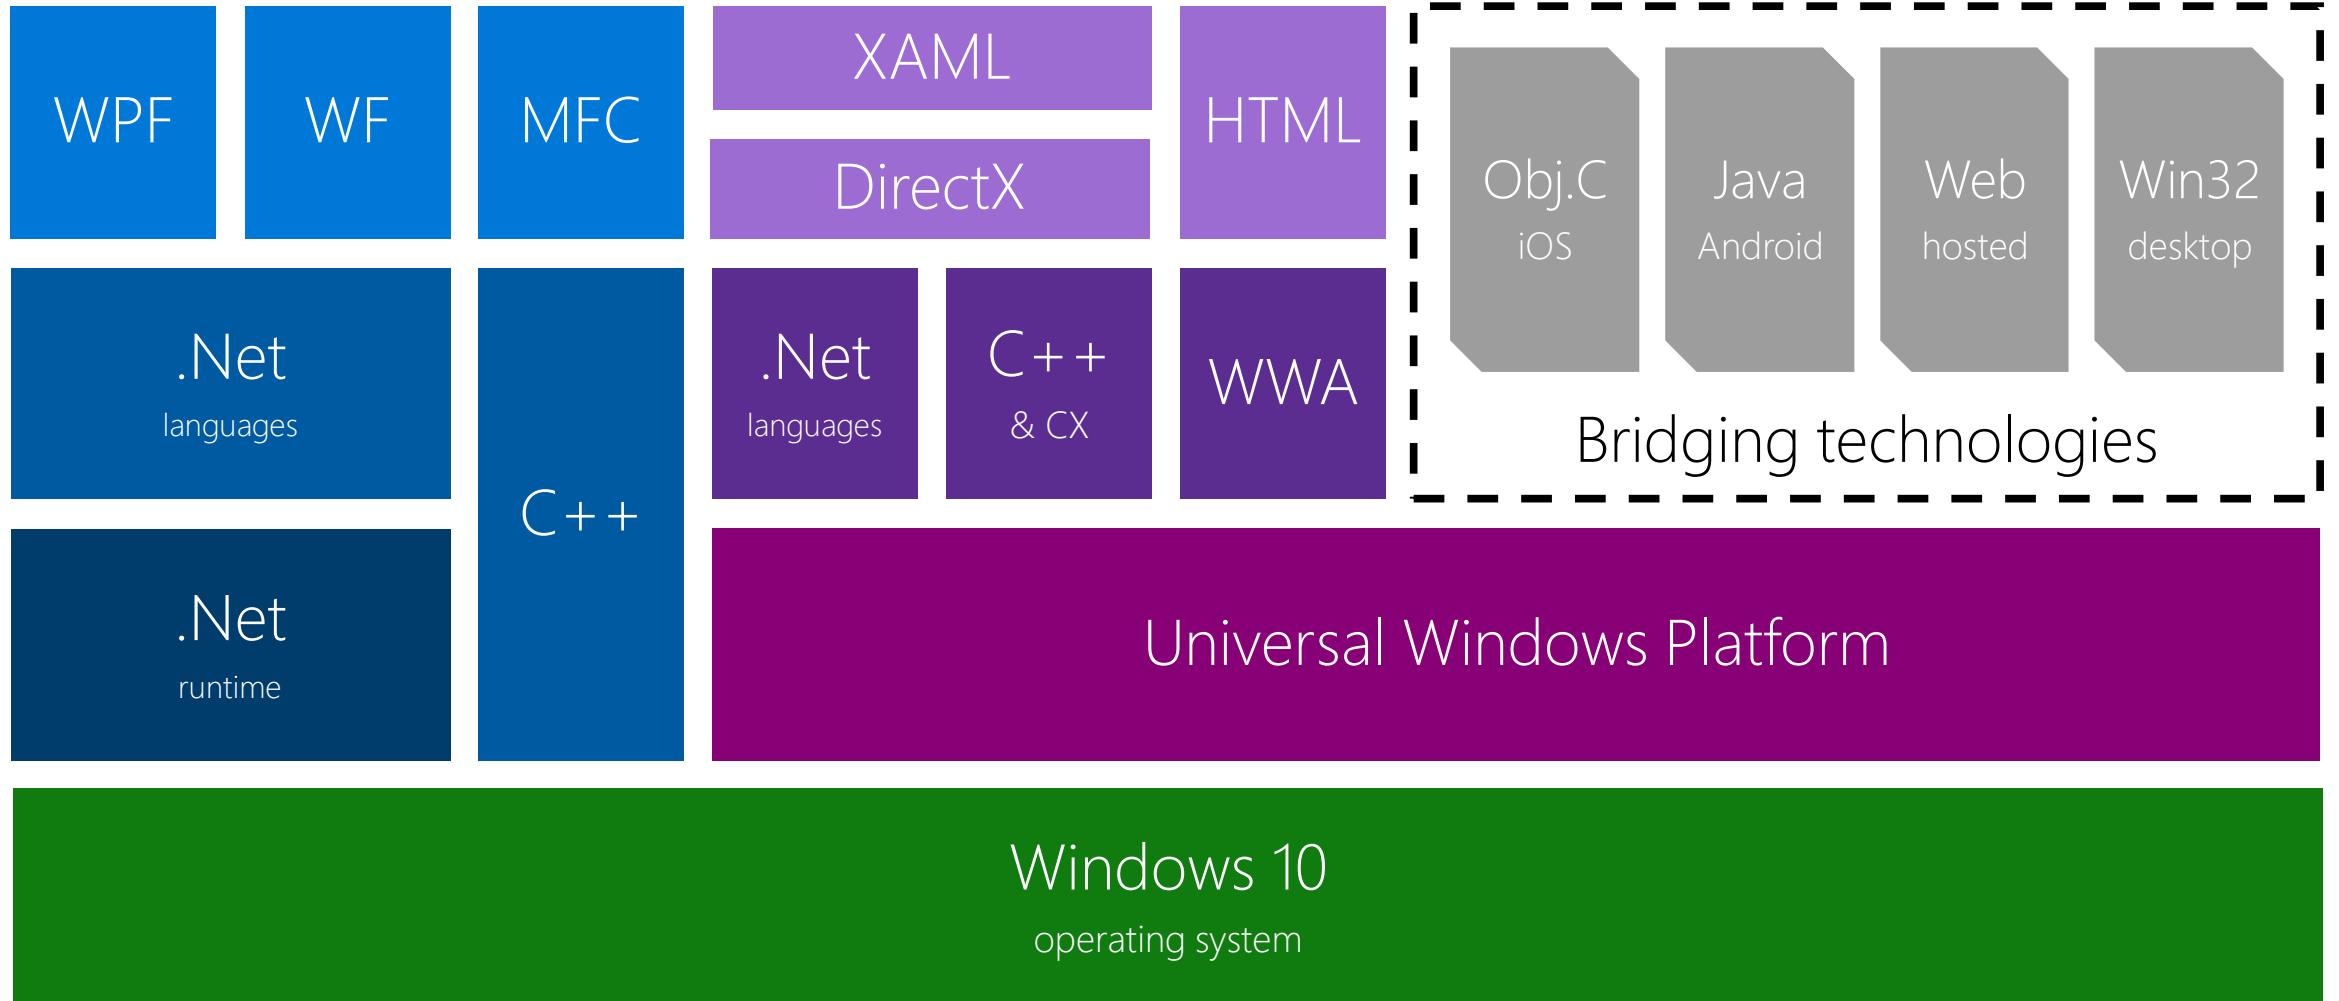 WPF
WF
MFC
XAML
DirectX
HTML
Obj.C
iOS
Java
Android
Web
hosted
Win32
desktop
Bridging technologies
.Net
languages
C++
.Net
languages
C++
& CX
WWA
.Net
runtime
Universal Windows Platform
Windows 10
operating system